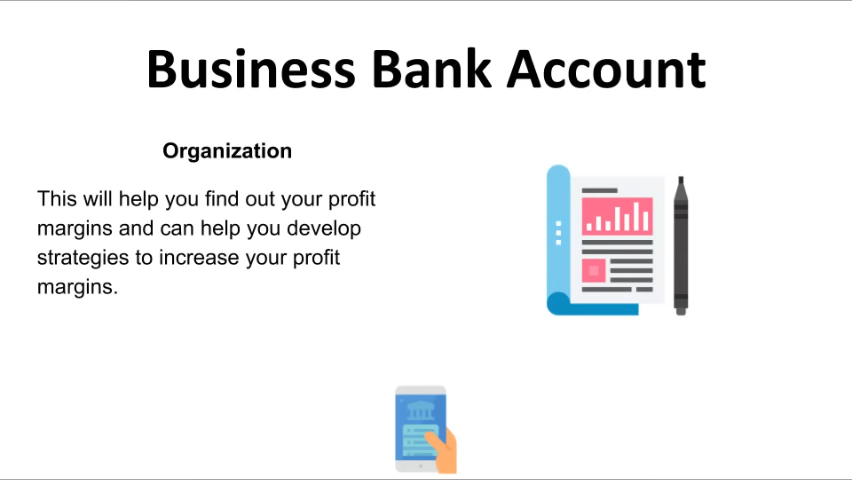 Business Bank Account
Organization
This will help you find out your profit
margins and can help you develop
strategies to increase your profit
margins.